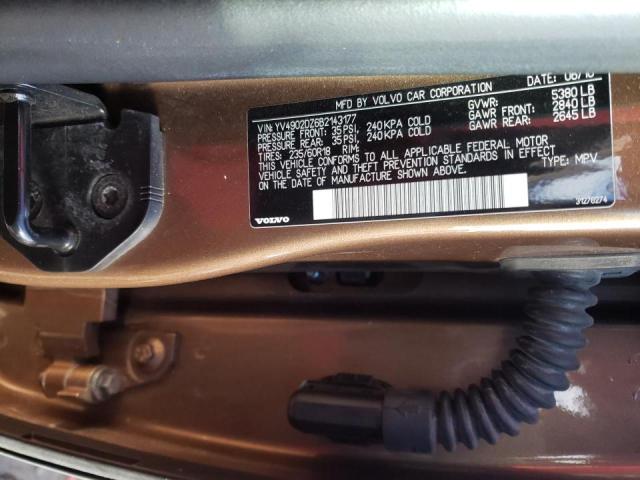 MFD BY VOLVO CAR CORPORATION DATE: 06/10
VIN: YV4902DZ6B2143177 GVWR: 5380 LB
PRESSURE FRONT: 35 PSI, 240 KPA COLD GAWR FRONT: 2840 LB
PRESSURE REAR: 35 PSI, 240 KPA COLD GAWR REAR: 2645 LB
TIRES: 235/60R18 RIM:
THIS VEHICLE CONFORMS TO ALL APPLICABLE FEDERAL MOTOR
VEHICLE SAFETY AND THEFT PREVENTION STANDARDS IN EFFECT
ON THE DATE OF MANUFACTURE SHOWN ABOVE. TYPE: MPV
VOLVO 31276274